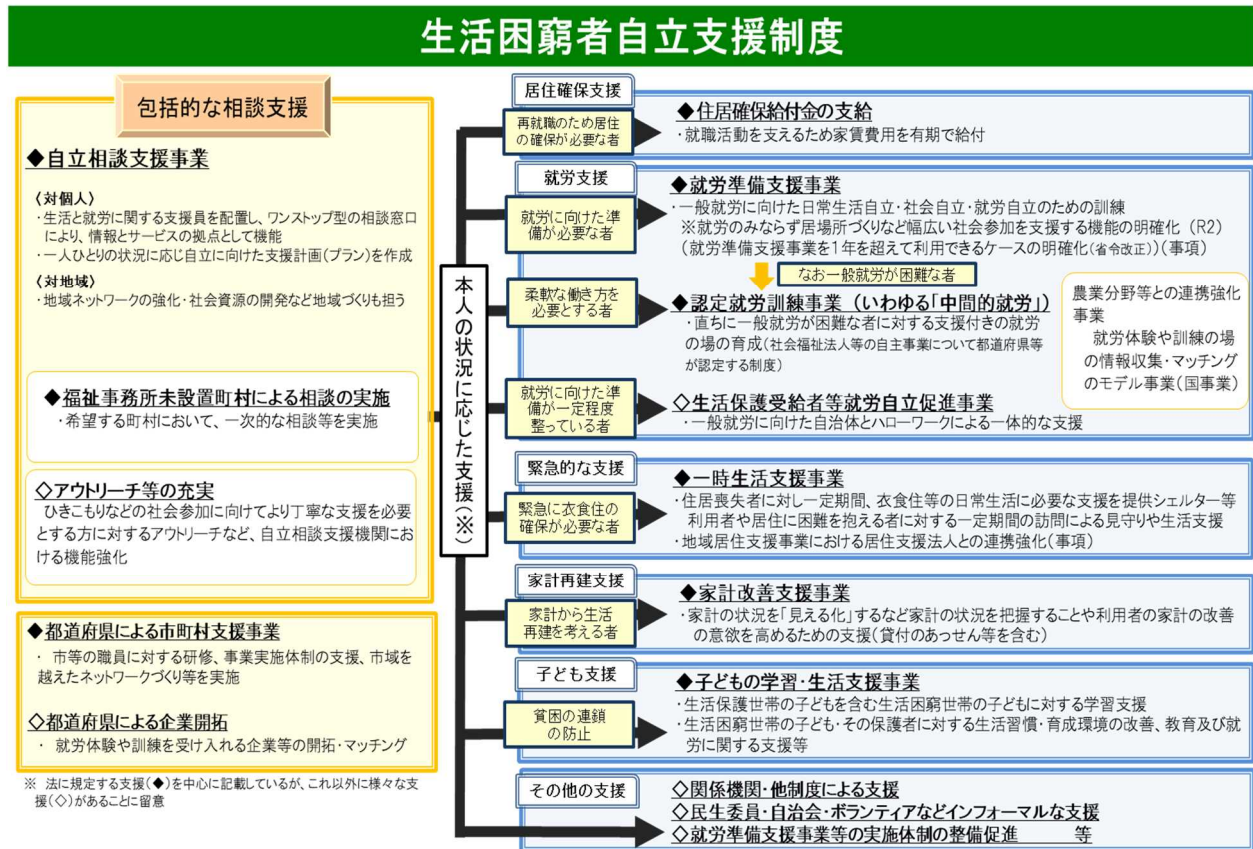 生活困窮者自立支援制度
包括的な相談支援
◆自立相談支援事業
〈対個人〉
・生活と就労に関する支援員を配置し、ワンストップ型の相談窓口
により、情報とサービスの拠点として機能
・一人ひとりの状況に応じ自立に向けた支援計画(プラン)を作成
〈対地域〉
・地域ネットワークの強化・社会資源の開発など地域づくりも担う
◆福祉事務所未設置町村による相談の実施
・希望する町村において、一次的な相談等を実施
◇アウトリーチ等の充実
ひきこもりなどの社会参加に向けてより丁寧な支援を必要
とする方に対するアウトリーチなど、自立相談支援機関にお
ける機能強化
◆都道府県による市町村支援事業
・ 市等の職員に対する研修、事業実施体制の支援、市域を
越えたネットワークづくり等を実施
◇都道府県による企業開拓
・ 就労体験や訓練を受け入れる企業等の開拓・マッチング
※ 法に規定する支援(◆)を中心に記載しているが、これ以外に様々な支
援(◇)があることに留意
本人の状況に応じた支援(※)
居住確保支援
再就職のため居住
の確保が必要な者
◆住居確保給付金の支給
・就職活動を支えるため家賃費用を有期で給付
就労支援
就労に向けた準
備が必要な者
◆就労準備支援事業
・一般就労に向けた日常生活自立・社会自立・就労自立のための訓練
※就労のみならず居場所づくりなど幅広い社会参加を支援する機能の明確化 (R2)
(就労準備支援事業を1年を超えて利用できるケースの明確化(省令改正))(事項)
なお一般就労が困難な者
柔軟な働き方を
必要とする者
◆認定就労訓練事業 (いわゆる「中間的就労」)
・直ちに一般就労が困難な者に対する支援付きの就労
の場の育成(社会福祉法人等の自主事業について都道府県等
が認定する制度)
農業分野等との連携強化
事業
就労体験や訓練の場
の情報収集・マッチング
のモデル事業(国事業)
就労に向けた準
備が一定程度
整っている者
◇生活保護受給者等就労自立促進事業
・一般就労に向けた自治体とハローワークによる一体的な支援
緊急的な支援
緊急に衣食住の
確保が必要な者
◆一時生活支援事業
・住居喪失者に対し一定期間、衣食住等の日常生活に必要な支援を提供シェルター等
利用者や居住に困難を抱える者に対する一定期間の訪問による見守りや生活支援
・地域居住支援事業における居住支援法人との連携強化(事項)
家計再建支援
家計から生活
再建を考える者
◆家計改善支援事業
・家計の状況を「見える化」するなど家計の状況を把握することや利用者の家計の改善
の意欲を高めるための支援(貸付のあっせん等を含む)
子ども支援
貧困の連鎖
の防止
◆子どもの学習・生活支援事業
・生活保護世帯の子どもを含む生活困窮世帯の子どもに対する学習支援
・生活困窮世帯の子ども・その保護者に対する生活習慣・育成環境の改善、教育及び就
労に関する支援等
その他の支援
◇関係機関・他制度による支援
◇民生委員・自治会・ボランティアなどインフォーマルな支援
◇就労準備支援事業等の実施体制の整備促進 等